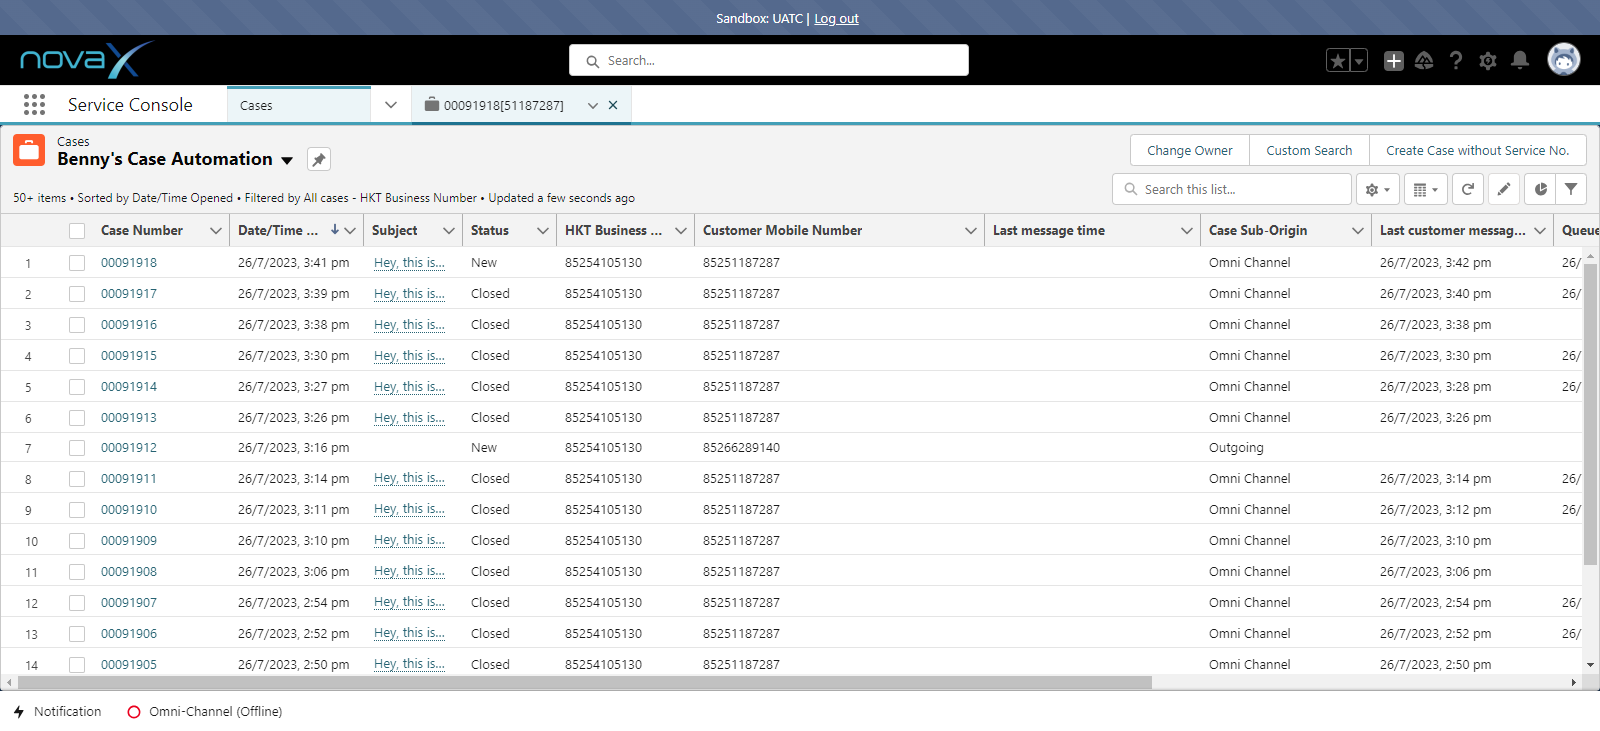 Sandbox: UATC | Log out
novax Search...
Service Console Cases 00091918[51187287]
Cases
Benny's Case Automation
Change Owner Custom Search Create Case without Service No.
50+ items • Sorted by Date/Time Opened • Filtered by All cases - HKT Business Number • Updated a few seconds ago
Search this list...
Case Number Date/Time ... Subject Status HKT Business ... Customer Mobile Number Last message time Case Sub-Origin Last customer messag... Queue
1 00091918 26/7/2023, 3:41 pm Hey, this is... New 85254105130 85251187287 Omni Channel 26/7/2023, 3:42 pm 26/
2 00091917 26/7/2023, 3:39 pm Hey, this is... Closed 85254105130 85251187287 Omni Channel 26/7/2023, 3:40 pm 26/
3 00091916 26/7/2023, 3:38 pm Hey, this is... Closed 85254105130 85251187287 Omni Channel 26/7/2023, 3:38 pm
4 00091915 26/7/2023, 3:30 pm Hey, this is... Closed 85254105130 85251187287 Omni Channel 26/7/2023, 3:30 pm 26/
5 00091914 26/7/2023, 3:27 pm Hey, this is... Closed 85254105130 85251187287 Omni Channel 26/7/2023, 3:28 pm 26/
6 00091913 26/7/2023, 3:26 pm Hey, this is... Closed 85254105130 85251187287 Omni Channel 26/7/2023, 3:26 pm
7 00091912 26/7/2023, 3:16 pm New 85254105130 85266289140 Outgoing
8 00091911 26/7/2023, 3:14 pm Hey, this is... Closed 85254105130 85251187287 Omni Channel 26/7/2023, 3:14 pm 26/
9 00091910 26/7/2023, 3:11 pm Hey, this is... Closed 85254105130 85251187287 Omni Channel 26/7/2023, 3:12 pm 26/
10 00091909 26/7/2023, 3:10 pm Hey, this is... Closed 85254105130 85251187287 Omni Channel 26/7/2023, 3:10 pm
11 00091908 26/7/2023, 3:06 pm Hey, this is... Closed 85254105130 85251187287 Omni Channel 26/7/2023, 3:06 pm
12 00091907 26/7/2023, 2:54 pm Hey, this is... Closed 85254105130 85251187287 Omni Channel 26/7/2023, 2:54 pm 26/
13 00091906 26/7/2023, 2:52 pm Hey, this is... Closed 85254105130 85251187287 Omni Channel 26/7/2023, 2:52 pm 26/
14 00091905 26/7/2023, 2:50 pm Hey, this is... Closed 85254105130 85251187287 Omni Channel 26/7/2023, 2:50 pm
Notification Omni-Channel (Offline)